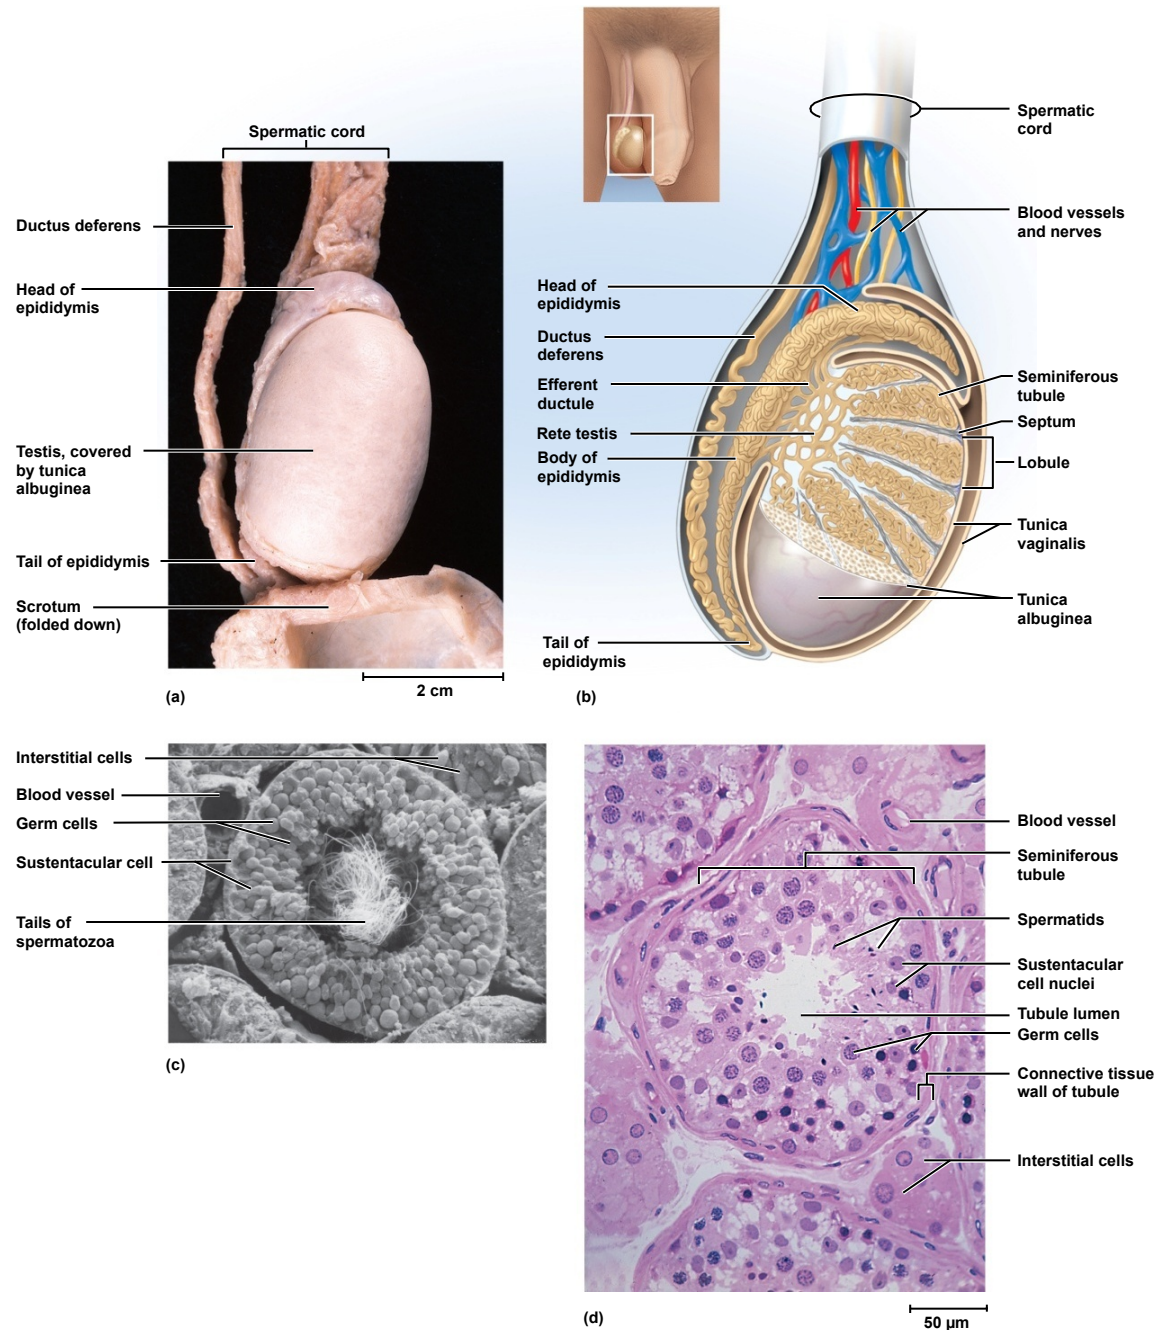 Spermatic cord
Ductus deferens
Head of
epididymis
Testis, covered
by tunica
albuginea
Tail of epididymis
Scrotum
(folded down)
2 cm
(a)
Spermatic
cord
Blood vessels
and nerves
Head of
epididymis
Ductus
deferens
Efferent
ductule
Rete testis
Body of
epididymis
Seminiferous
tubule
Septum
Lobule
Tunica
vaginalis
Tunica
albuginea
Tail of
epididymis
(b)
Interstitial cells
Blood vessel
Germ cells
Sustentacular cell
Tails of
spermatozoa
(c)
Blood vessel
Seminiferous
tubule
Spermatids
Sustentacular
cell nuclei
Tubule lumen
Germ cells
Connective tissue
wall of tubule
Interstitial cells
(d)
50 µm